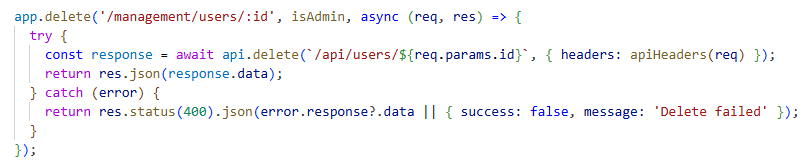 app.delete('/management/users/:id', isAdmin, async (req, res) => {
  try {
    const response = await api.delete(`/api/users/${req.params.id}`, { headers: apiHeaders(req) });
    return res.json(response.data);
  } catch (error) {
    return res.status(400).json(error.response?.data || { success: false, message: 'Delete failed' });
  }
});